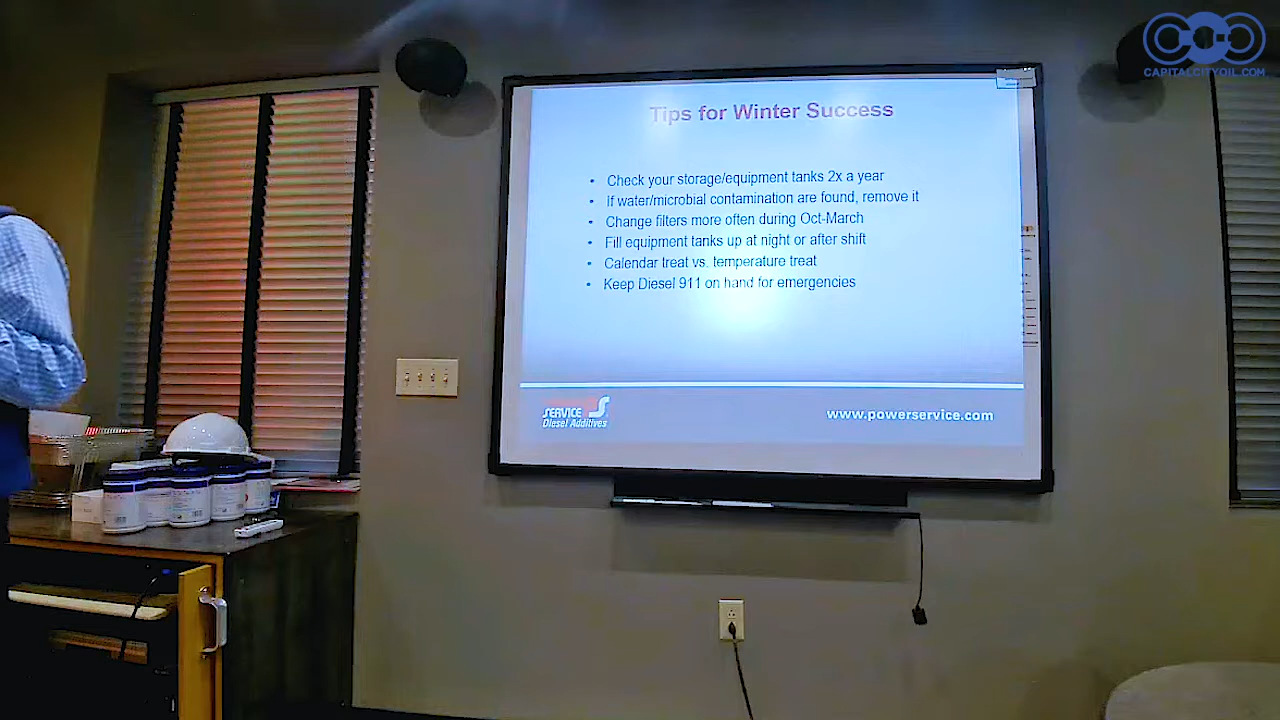 CAPITALCITYOIL.COM
Tips for Winter Success
• Check your storage/equipment tanks 2x a year
• If water/microbial contamination are found, remove it
• Change filters more often during Oct-March
• Fill equipment tanks up at night or after shift
• Calendar treat vs. temperature treat
• Keep Diesel 911 on hand for emergencies
SERVICE
Diesel Additives
www.powerservice.com